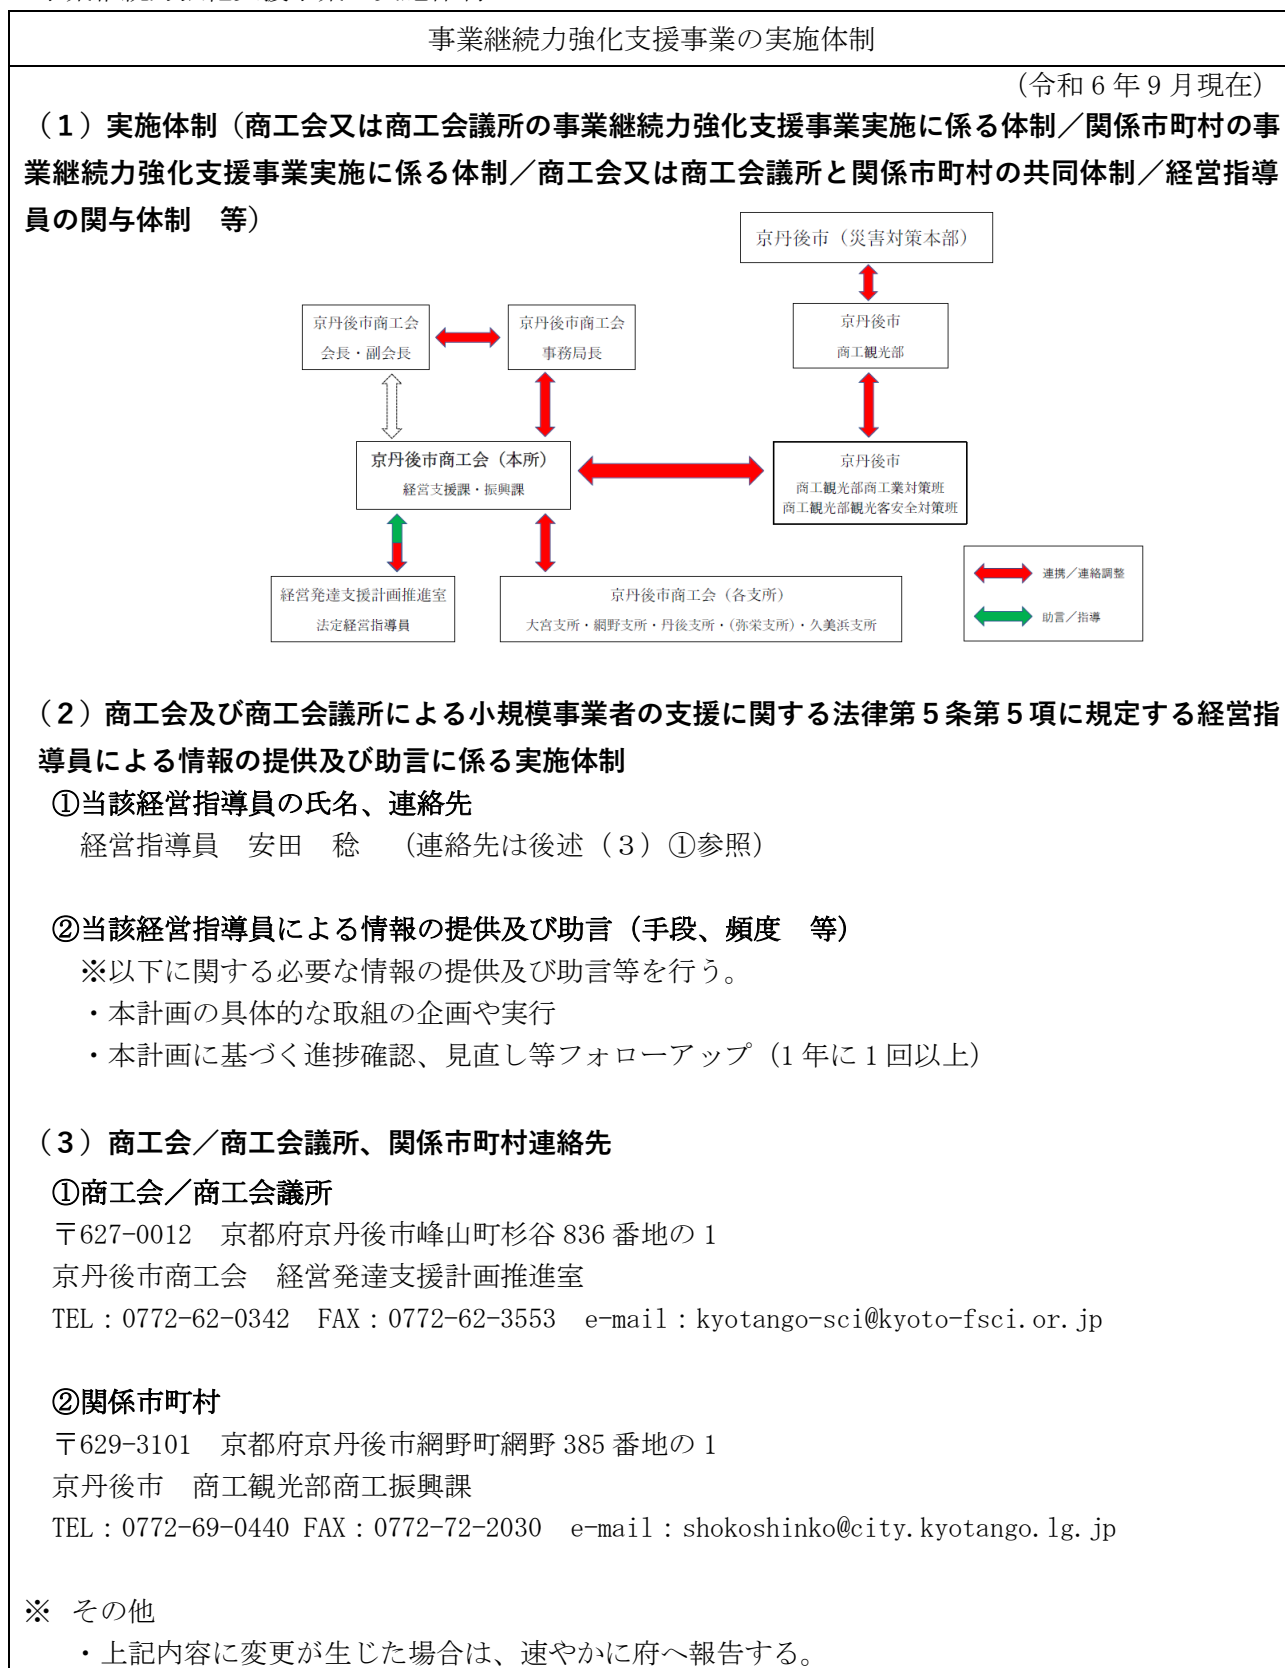 事業継続力強化支援事業の実施体制
(令和6年9月現在)
（１）実施体制（商工会又は商工会議所の事業継続力強化支援事業実施に係る体制／関係市町村の事
業継続力強化支援事業実施に係る体制／商工会又は商工会議所と関係市町村の共同体制／経営指導
員の関与体制　等）
京丹後市（災害対策本部）
京丹後市商工会
会長・副会長
京丹後市商工会
事務局長
京丹後市
商工観光部
京丹後市商工会（本所）
経営支援課・振興課
京丹後市
商工観光部商工業対策班
商工観光部観光客安全対策班
経営発達支援計画推進室
法定経営指導員
京丹後市商工会（各支所）
大宮支所・網野支所・丹後支所・(弥栄支所)・久美浜支所
連携／連絡調整
助言／指導
（２）商工会及び商工会議所による小規模事業者の支援に関する法律第５条第５項に規定する経営指
導員による情報の提供及び助言に係る実施体制
①当該経営指導員の氏名、連絡先
経営指導員　安田　稔　（連絡先は後述（３）①参照）
②当該経営指導員による情報の提供及び助言（手段、頻度　等）
※以下に関する必要な情報の提供及び助言等を行う。
・本計画の具体的な取組の企画や実行
・本計画に基づく進捗確認、見直し等フォローアップ（1年に1回以上）
（３）商工会／商工会議所、関係市町村連絡先
①商工会／商工会議所
〒627-0012　京都府京丹後市峰山町杉谷836番地の1
京丹後市商工会　経営発達支援計画推進室
TEL：0772-62-0342　FAX：0772-62-3553　e-mail：kyotango-sci@kyoto-fsci.or.jp
②関係市町村
〒629-3101　京都府京丹後市網野町網野385番地の1
京丹後市　商工観光部商工振興課
TEL：0772-69-0440 FAX：0772-72-2030　e-mail：shokoshinko@city.kyotango.lg.jp
※ その他
・上記内容に変更が生じた場合は、速やかに府へ報告する。